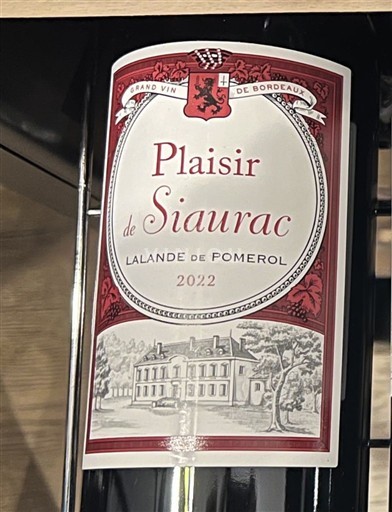 GRAND VIN DE BORDEAUX
Plaisir
de Siaurac
LALANDE DE POMEROL
2022